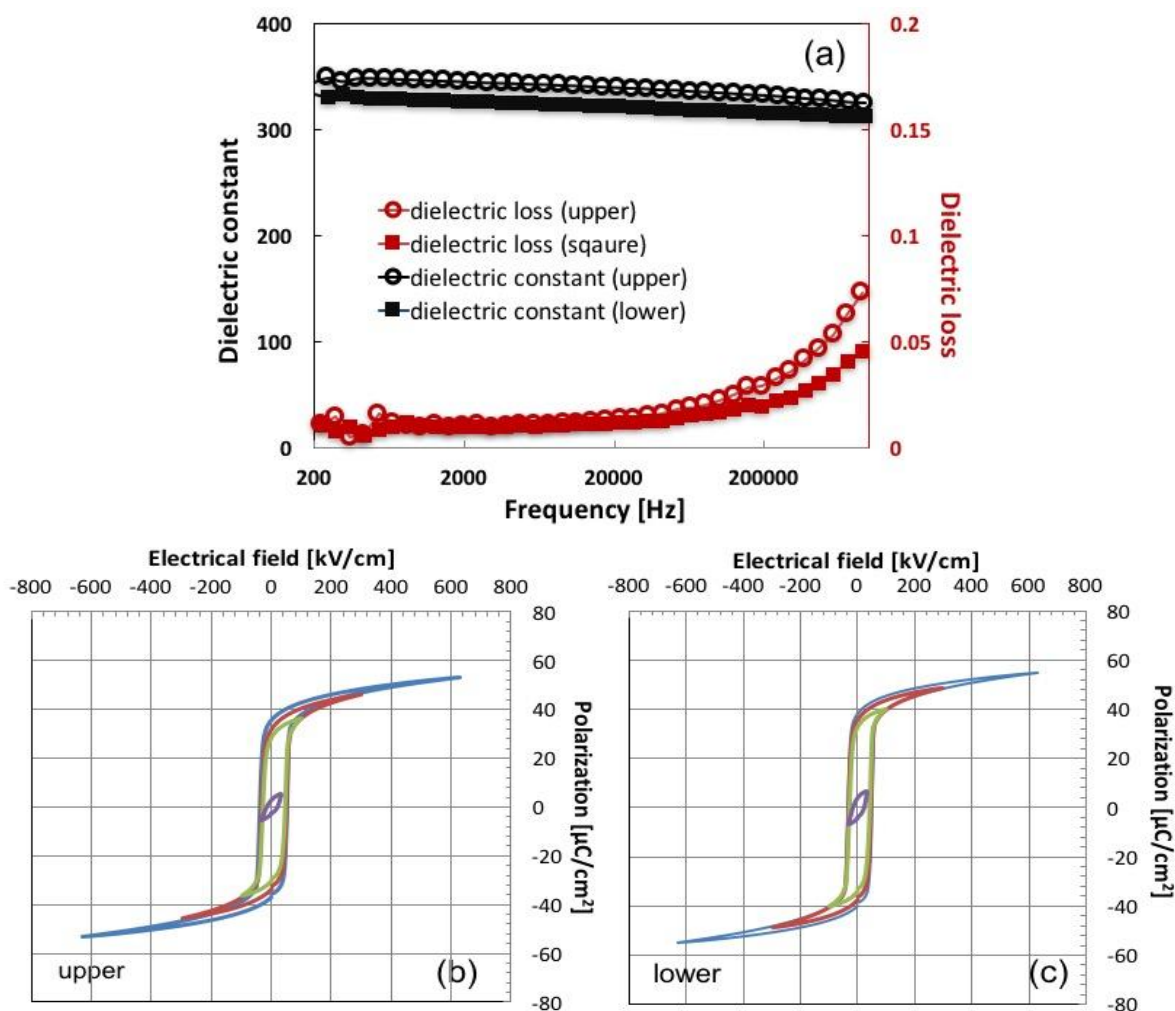 (a)
400
300
200
100
0
0.2
0.15
0.1
0.05
0
Dielectric constant
Dielectric loss
dielectric loss (upper)
dielectric loss (sqaure)
dielectric constant (upper)
dielectric constant (lower)
200 2000 20000 200000
Frequency [Hz]
Electrical field [kV/cm]
-800 -600 -400 -200 0 200 400 600 800
80
60
40
20
0
-20
-40
-60
-80
Polarization [µC/cm²]
upper
(b)
Electrical field [kV/cm]
-800 -600 -400 -200 0 200 400 600 800
80
60
40
20
0
-20
-40
-60
-80
Polarization [µC/cm²]
lower
(c)